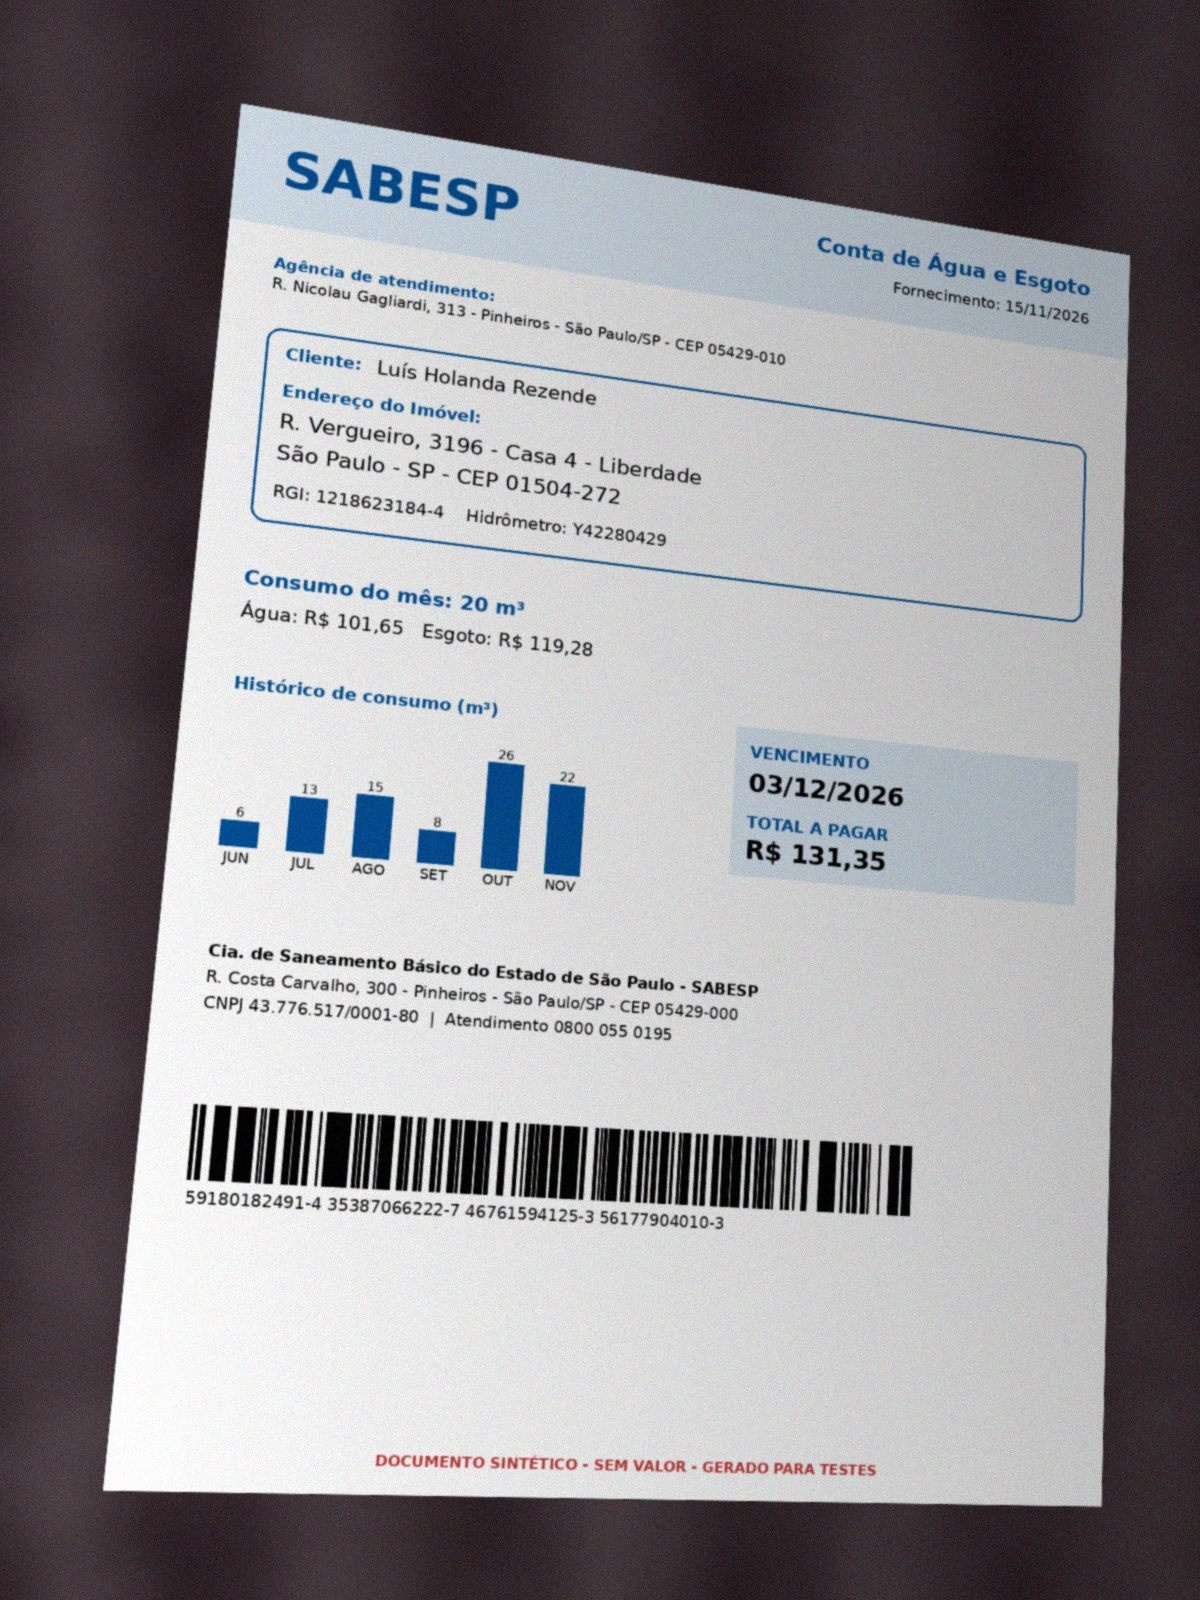 SABESP
Conta de Água e Esgoto
Fornecimento: 15/11/2026
Agência de atendimento:
R. Nicolau Gagliardi, 313 - Pinheiros - São Paulo/SP - CEP 05429-010
Cliente: Luís Holanda Rezende
Endereço do Imóvel:
R. Vergueiro, 3196 - Casa 4 - Liberdade
São Paulo - SP - CEP 01504-272
RGI: 1218623184-4 Hidrômetro: Y42280429
Consumo do mês: 20 m³
Água: R$ 101,65 Esgoto: R$ 119,28
Histórico de consumo (m³)
6 13 15 8 26 22
JUN JUL AGO SET OUT NOV
VENCIMENTO
03/12/2026
TOTAL A PAGAR
R$ 131,35
Cia. de Saneamento Básico do Estado de São Paulo - SABESP
R. Costa Carvalho, 300 - Pinheiros - São Paulo/SP - CEP 05429-000
CNPJ 43.776.517/0001-80 | Atendimento 0800 055 0195
59180182491-4 35387066222-7 46761594125-3 56177904010-3
DOCUMENTO SINTÉTICO - SEM VALOR - GERADO PARA TESTES